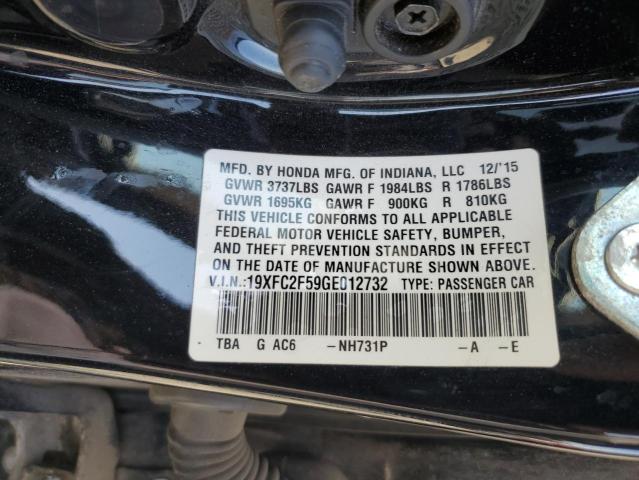 MFD. BY HONDA MFG. OF INDIANA, LLC 12/'15
GVWR 3737LBS GAWR F 1984LBS R 1786LBS
GVWR 1695KG GAWR F 900KG R 810KG
THIS VEHICLE CONFORMS TO ALL APPLICABLE
FEDERAL MOTOR VEHICLE SAFETY, BUMPER,
AND THEFT PREVENTION STANDARDS IN EFFECT
ON THE DATE OF MANUFACTURE SHOWN ABOVE.
V.I.N.:19XFC2F59GE012732 TYPE: PASSENGER CAR
TBA G AC6 -NH731P -A -E